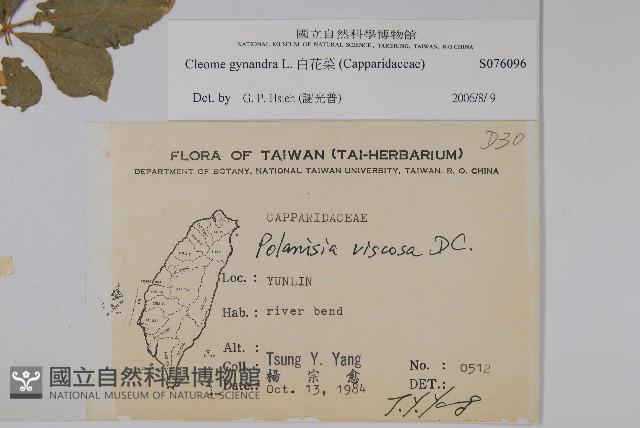 國立自然科學博物館
NATIONAL MUSEUM OF NATURAL SCIENCE, TAICHUNG, TAIWAN, R.O.CHINA
Cleome gynandra L. 白花菜 (Capparidaceae) S076096
Det. by G. P. Hsieh (謝光普) 2006/8/9
D30
FLORA OF TAIWAN (TAI-HERBARIUM)
DEPARTMENT OF BOTANY, NATIONAL TAIWAN UNIVERSITY, TAIWAN, R. O. CHINA
CAPPARIDACEAE
Polanisia viscosa DC.
Loc. : YUNLIN
Hab. : river bend
Alt. :
Coll. : Tsung Y. Yang No. : 0512
楊宗愈
Date: Oct. 13, 1984 DET.:
T. Y. Yang
國立自然科學博物館
NATIONAL MUSEUM OF NATURAL SCIENCE